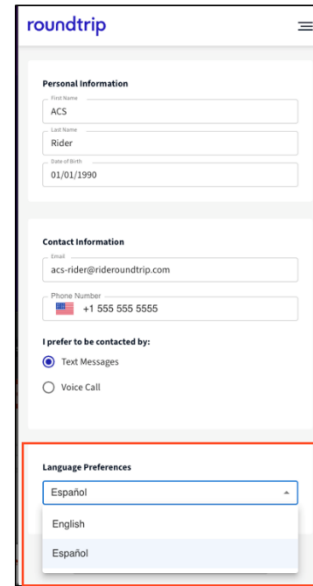 roundtrip
Personal Information
First Name
ACS
Last Name
Rider
Date of Birth
01/01/1990
Contact Information
Email
acs-rider@rideroundtrip.com
Phone Number
+1 555 555 5555
I prefer to be contacted by:
Text Messages
Voice Call
Language Preferences
Español
English
Español